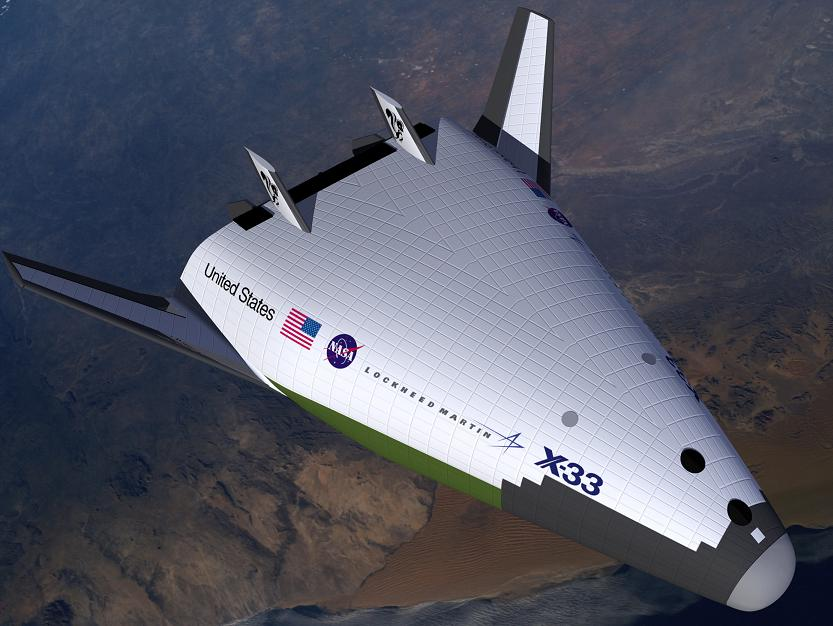 United States
NASA
LOCKHEED MARTIN
X-33